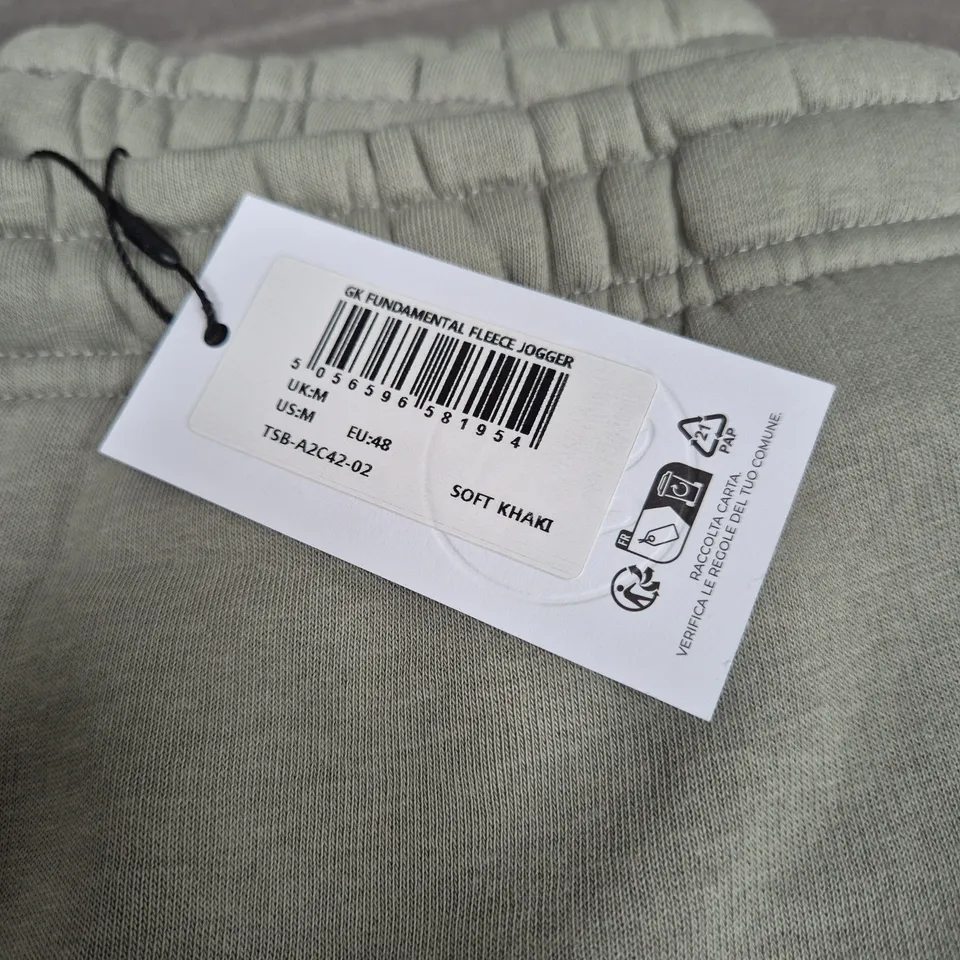 GK FUNDAMENTAL FLEECE JOGGER
5 056596 581954
UK:M
US:M EU:48
TSB-A2C42-02
SOFT KHAKI
21
PAP
FR
RACCOLTA CARTA.
VERIFICA LE REGOLE DEL TUO COMUNE.